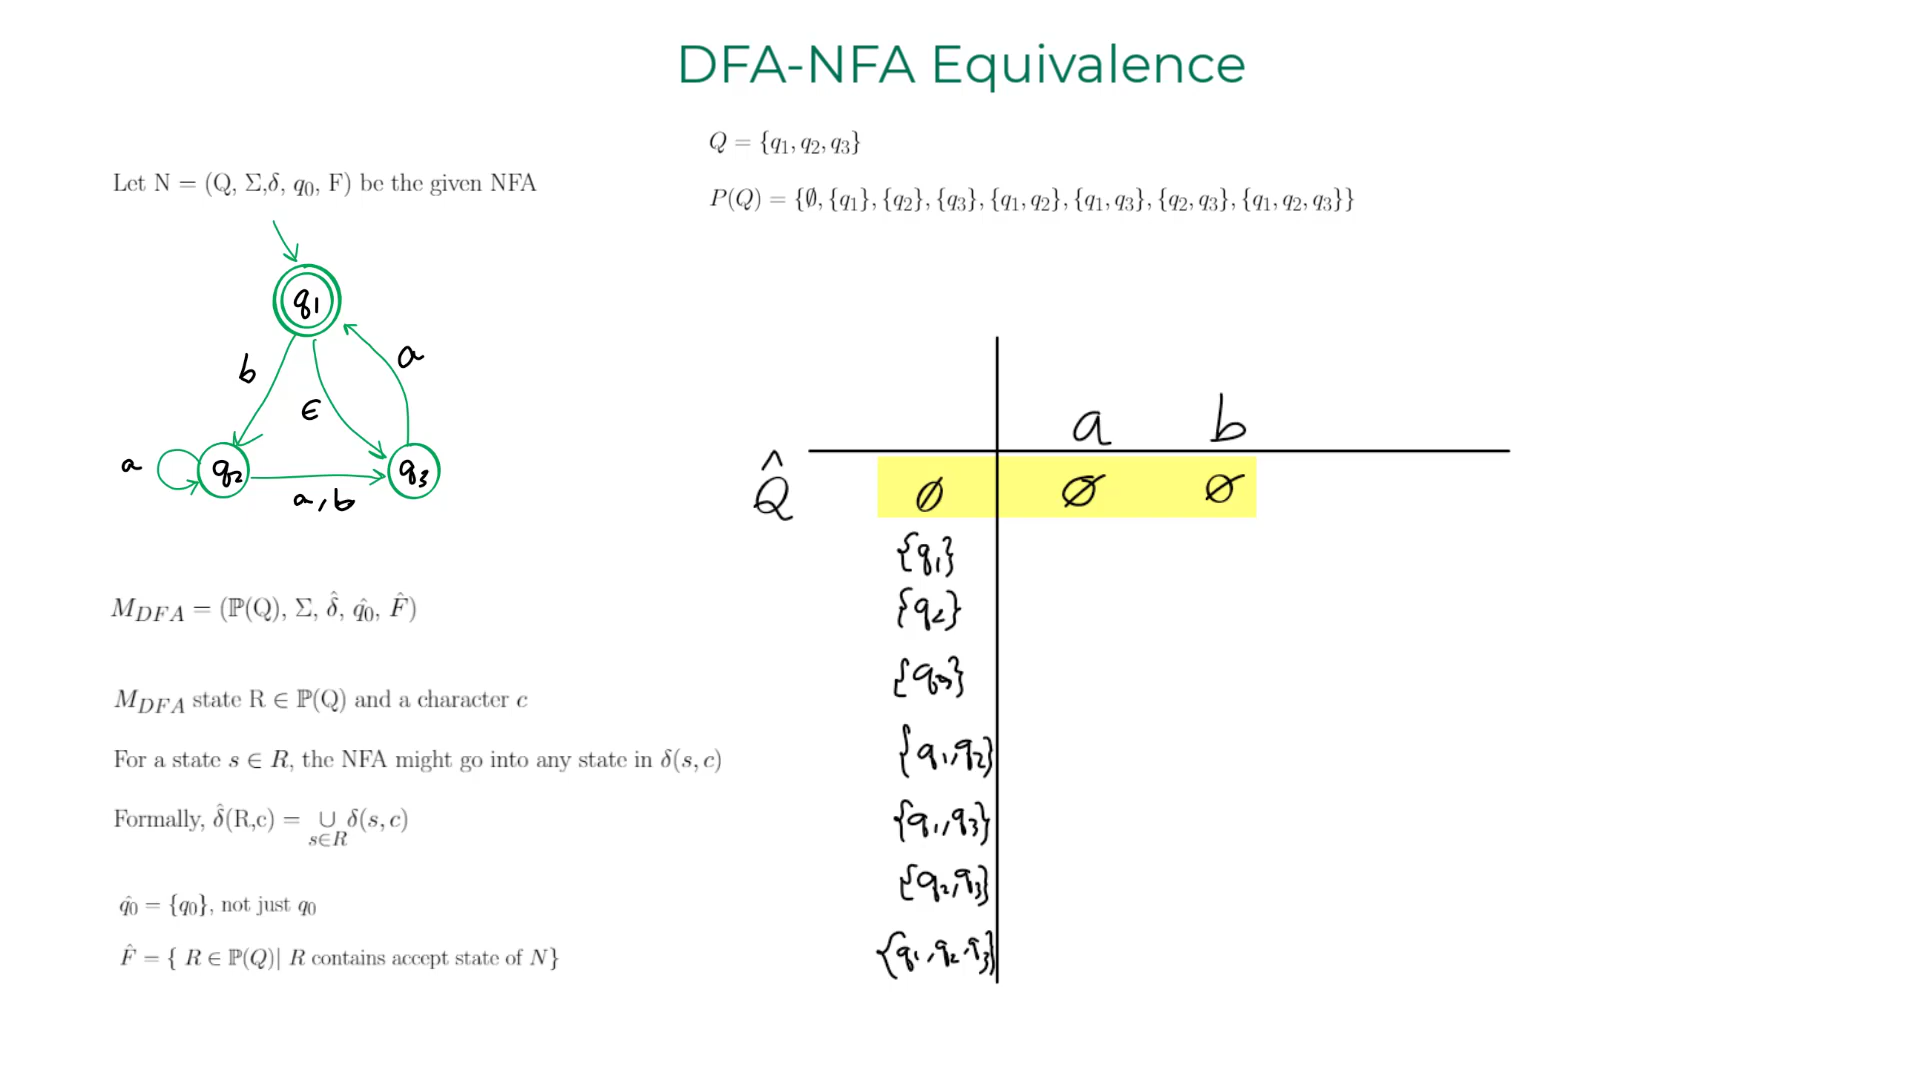 DFA-NFA Equivalence
Let N = (Q, Σ,δ, q0, F) be the given NFA
q1
b
ϵ
a
a
q2
a,b
q3
M_DFA = (ℙ(Q), Σ, δ̂, q̂0, F̂)
M_DFA state R ∈ ℙ(Q) and a character c
For a state s ∈ R, the NFA might go into any state in δ(s, c)
Formally, δ̂(R,c) = ∪ δ(s, c)
s∈R
q̂0 = {q0}, not just q0
F̂ = { R ∈ ℙ(Q)| R contains accept state of N}
Q = {q1, q2, q3}
P(Q) = {∅, {q1}, {q2}, {q3}, {q1, q2}, {q1, q3}, {q2, q3}, {q1, q2, q3}}
a b
Q̂ ∅ ∅ ∅
{q1}
{q2}
{q3}
{q1,q2}
{q1,q3}
{q2,q3}
{q1,q2,q3}